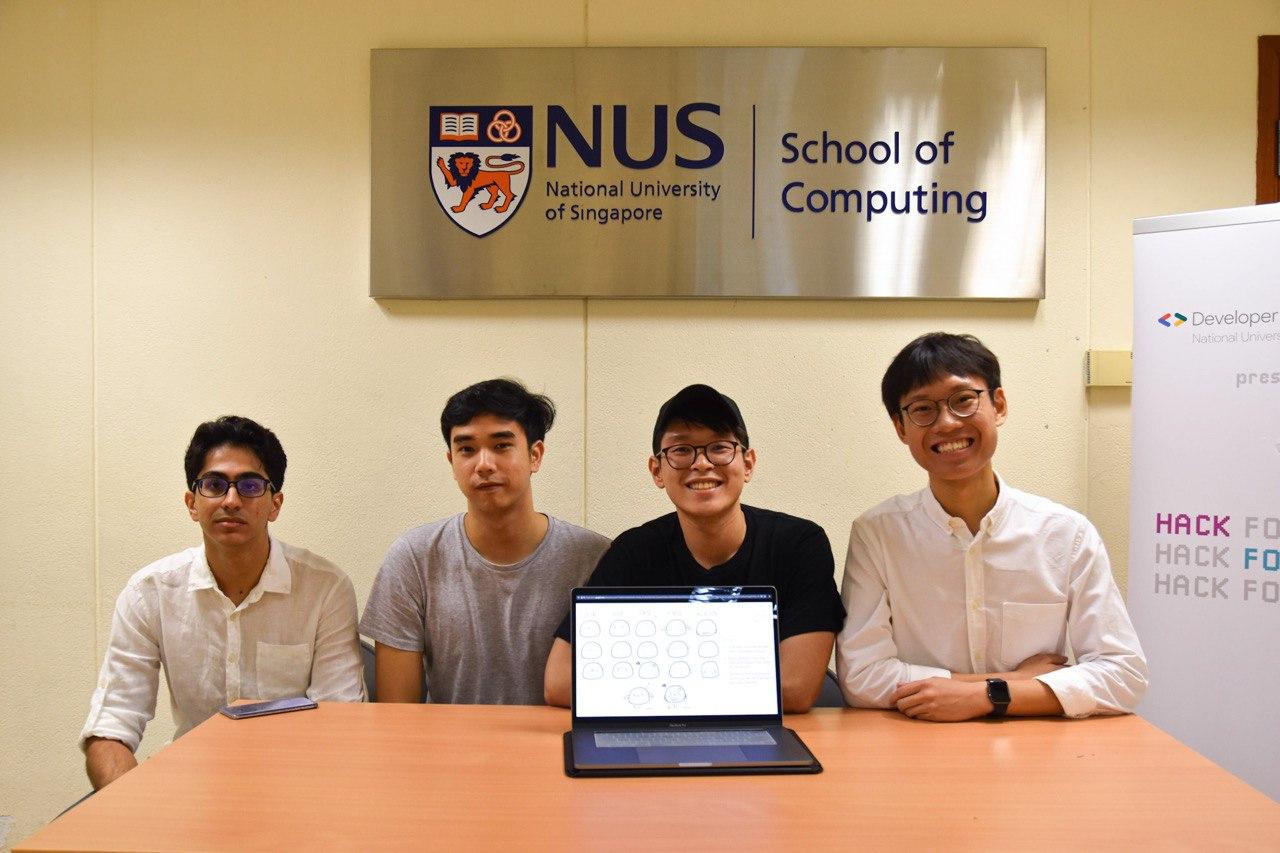 NUS
National University
of Singapore
School of
Computing
Developer
National Univers
pres
HACK FO
HACK FO
HACK FO